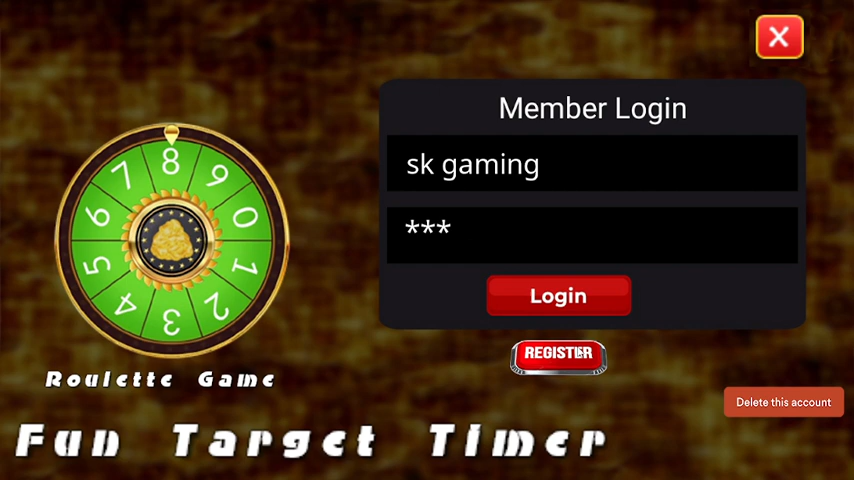 Member Login
sk gaming
***
Login
REGISTER
Delete this account
8
9
0
1
2
3
4
5
6
7
Roulette Game
Fun Target Timer